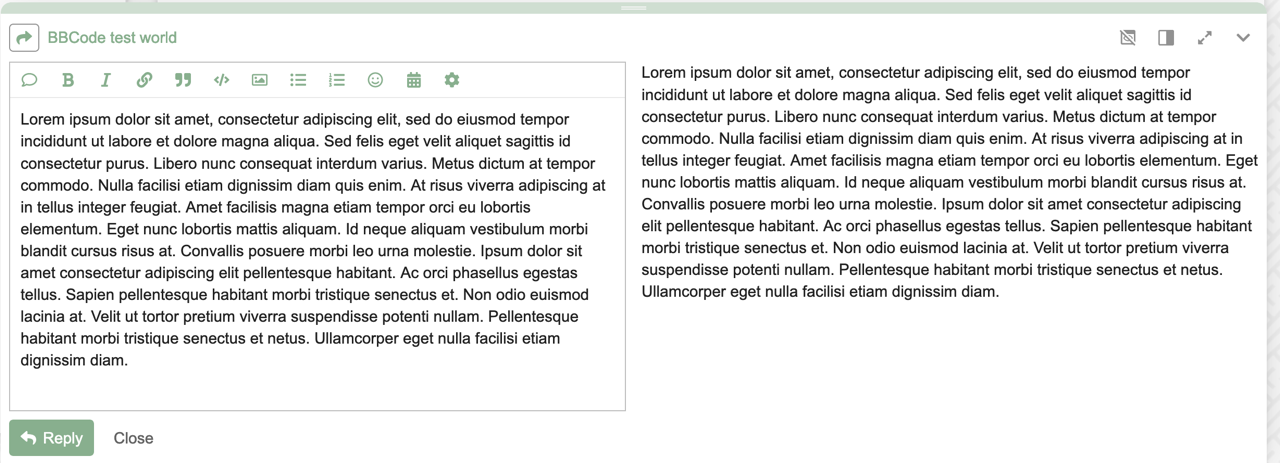 BBCode test world
Lorem ipsum dolor sit amet, consectetur adipiscing elit, sed do eiusmod tempor
incididunt ut labore et dolore magna aliqua. Sed felis eget velit aliquet sagittis id
consectetur purus. Libero nunc consequat interdum varius. Metus dictum at tempor
commodo. Nulla facilisi etiam dignissim diam quis enim. At risus viverra adipiscing at
in tellus integer feugiat. Amet facilisis magna etiam tempor orci eu lobortis
elementum. Eget nunc lobortis mattis aliquam. Id neque aliquam vestibulum morbi
blandit cursus risus at. Convallis posuere morbi leo urna molestie. Ipsum dolor sit
amet consectetur adipiscing elit pellentesque habitant. Ac orci phasellus egestas
tellus. Sapien pellentesque habitant morbi tristique senectus et. Non odio euismod
lacinia at. Velit ut tortor pretium viverra suspendisse potenti nullam. Pellentesque
habitant morbi tristique senectus et netus. Ullamcorper eget nulla facilisi etiam
dignissim diam.
Lorem ipsum dolor sit amet, consectetur adipiscing elit, sed do eiusmod tempor
incididunt ut labore et dolore magna aliqua. Sed felis eget velit aliquet sagittis id
consectetur purus. Libero nunc consequat interdum varius. Metus dictum at tempor
commodo. Nulla facilisi etiam dignissim diam quis enim. At risus viverra adipiscing at in
tellus integer feugiat. Amet facilisis magna etiam tempor orci eu lobortis elementum. Eget
nunc lobortis mattis aliquam. Id neque aliquam vestibulum morbi blandit cursus risus at.
Convallis posuere morbi leo urna molestie. Ipsum dolor sit amet consectetur adipiscing
elit pellentesque habitant. Ac orci phasellus egestas tellus. Sapien pellentesque habitant
morbi tristique senectus et. Non odio euismod lacinia at. Velit ut tortor pretium viverra
suspendisse potenti nullam. Pellentesque habitant morbi tristique senectus et netus.
Ullamcorper eget nulla facilisi etiam dignissim diam.
Reply
Close